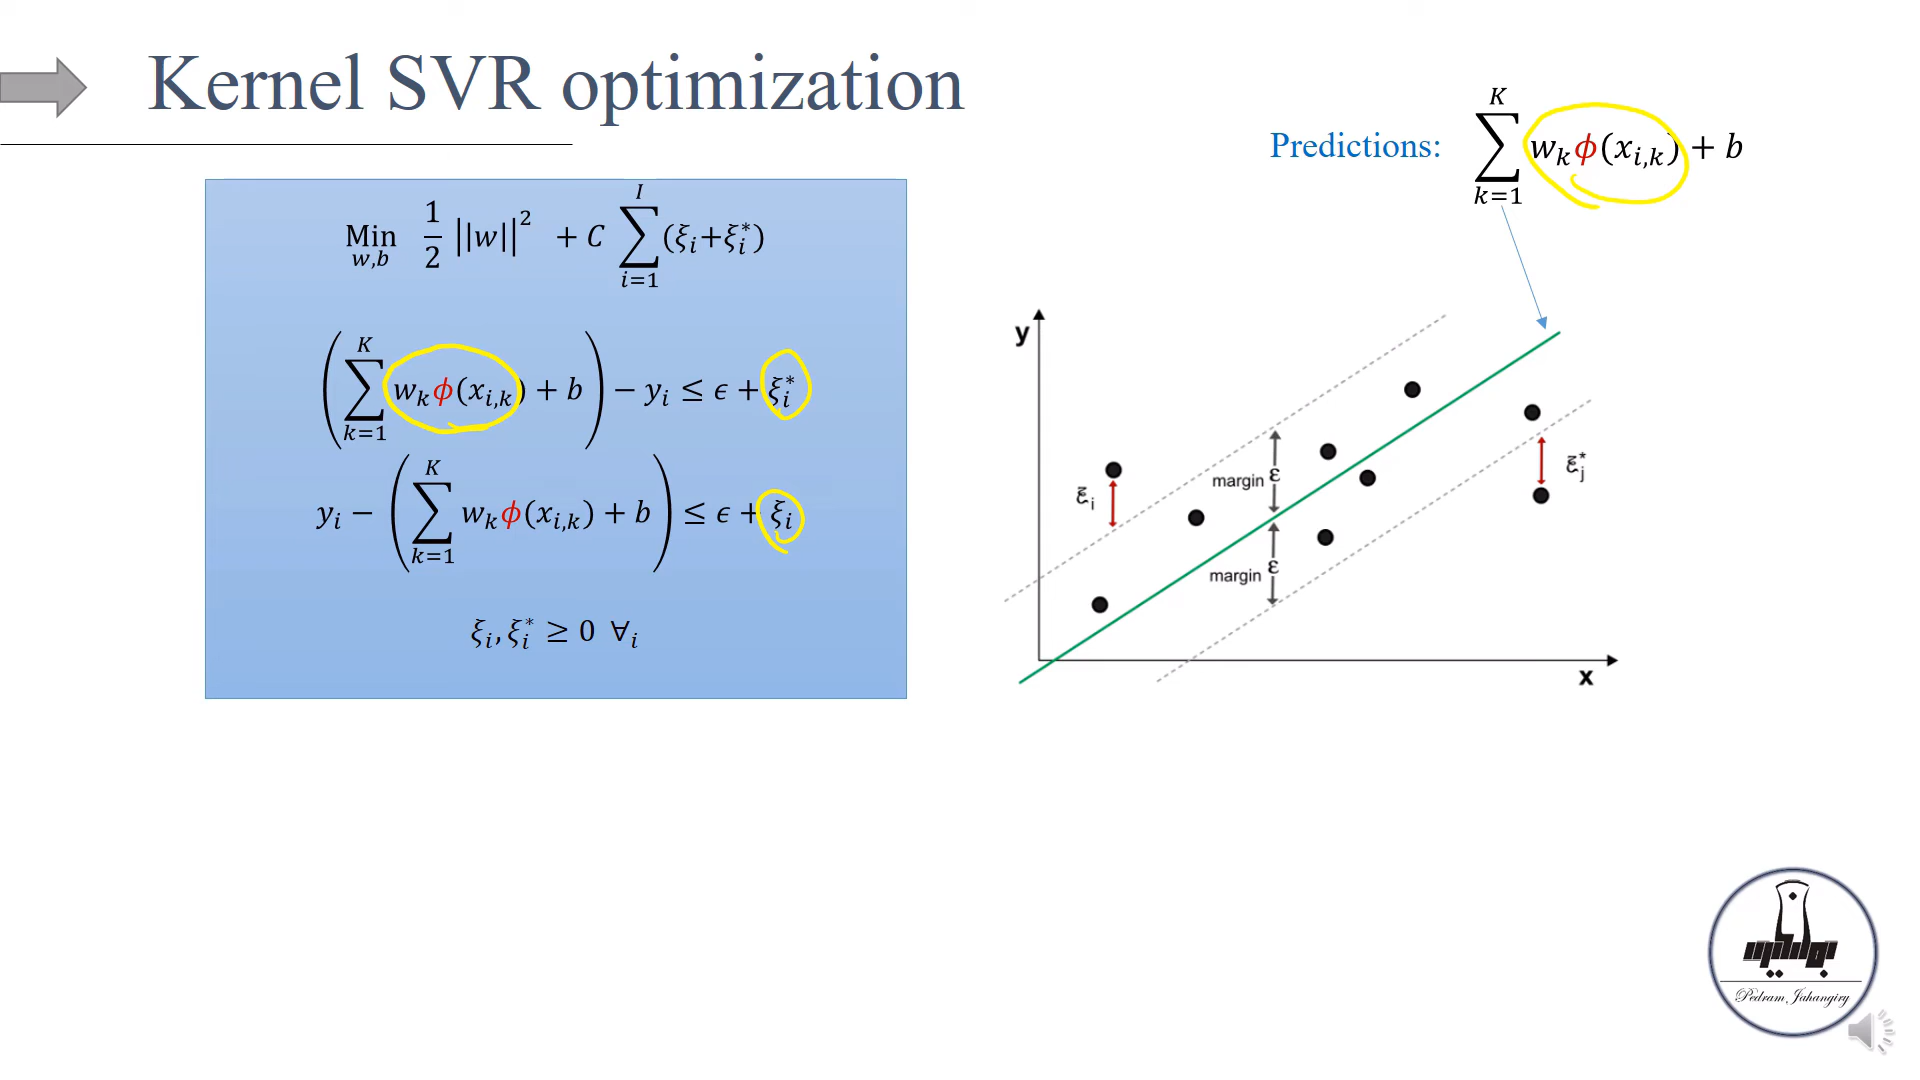 Kernel SVR optimization
Predictions: ∑_{k=1}^{K} w_k ϕ(x_{i,k}) + b
Min_{w,b} 1/2 ||w||² + C ∑_{i=1}^{I} (ξ_i+ξ_i^*)
(∑_{k=1}^{K} w_k ϕ(x_{i,k}) + b) − y_i ≤ ϵ + ξ_i^*
y_i − (∑_{k=1}^{K} w_k ϕ(x_{i,k}) + b) ≤ ϵ + ξ_i
ξ_i, ξ_i^* ≥ 0 ∀_i
y
margin ε
ξ_i
ξ_j^*
margin ε
x
Pedram Jahangiry